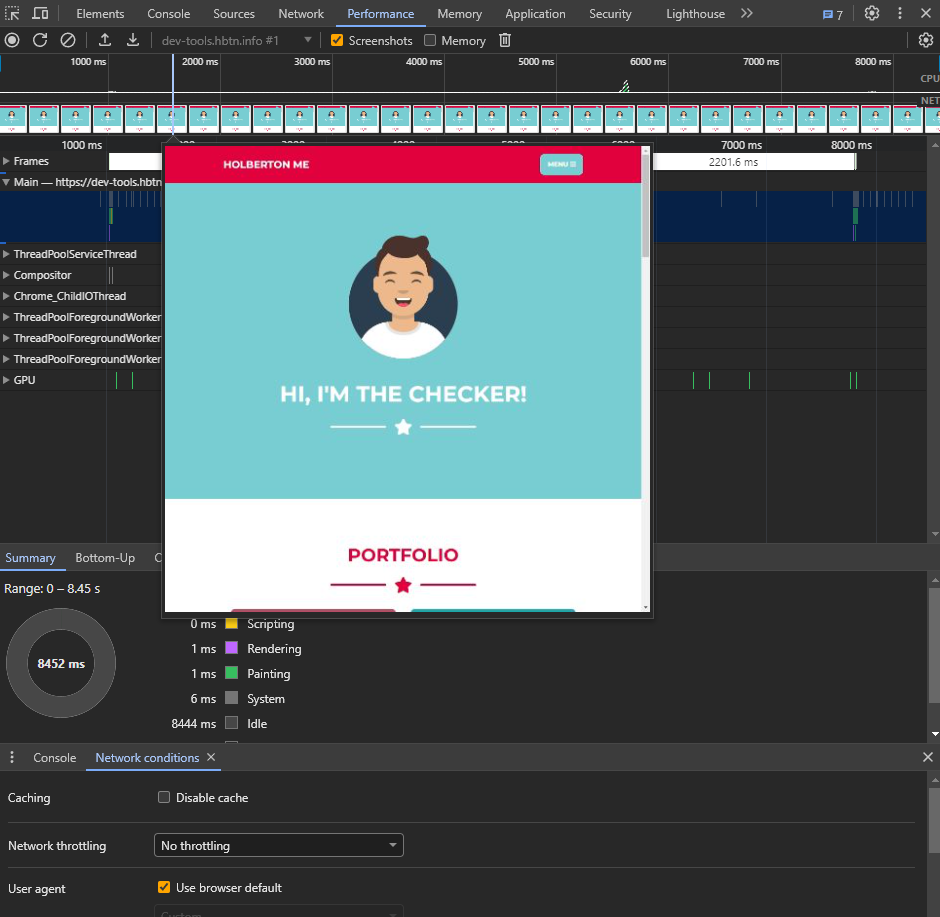 Elements Console Sources Network Performance Memory Application Security Lighthouse 7
dev-tools.hbtn.info #1 Screenshots Memory
1000 ms 2000 ms 3000 ms 4000 ms 5000 ms 6000 ms 7000 ms 8000 ms
CPU
NET
1000 ms 7000 ms 8000 ms
Frames 2201.6 ms
Main — https://dev-tools.hbtn
ThreadPoolServiceThread
Compositor
Chrome_ChildIOThread
ThreadPoolForegroundWorker
ThreadPoolForegroundWorker
ThreadPoolForegroundWorker
GPU
HOLBERTON ME MENU
HI, I'M THE CHECKER!
PORTFOLIO
Summary Bottom-Up C
Range: 0 – 8.45 s
8452 ms
0 ms Scripting
1 ms Rendering
1 ms Painting
6 ms System
8444 ms Idle
Console Network conditions
Caching Disable cache
Network throttling No throttling
User agent Use browser default
Custom